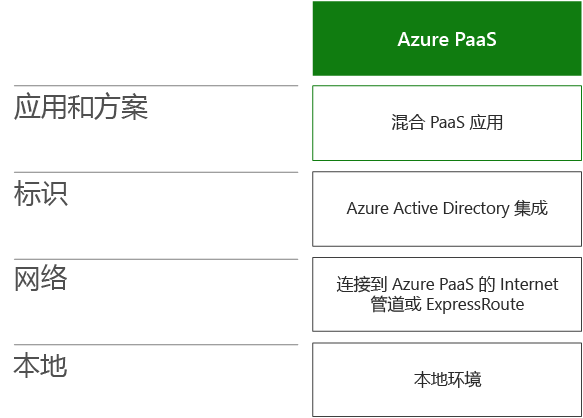 Azure PaaS
应用和方案
混合 PaaS 应用
标识
Azure Active Directory 集成
网络
连接到 Azure PaaS 的 Internet
管道或 ExpressRoute
本地
本地环境